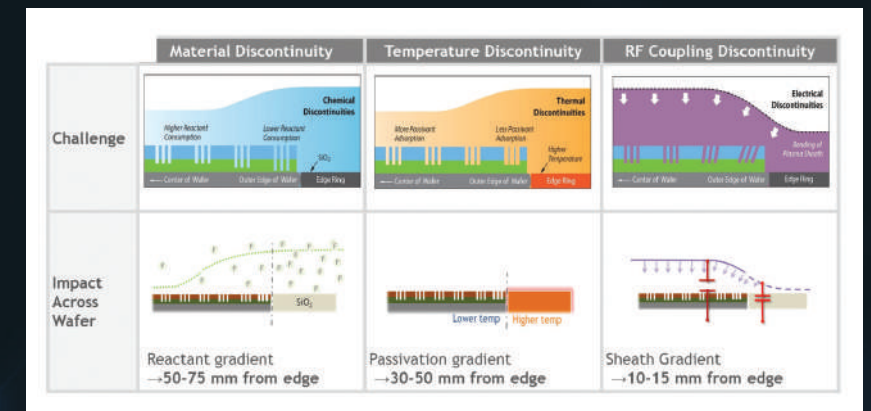 Material Discontinuity
Temperature Discontinuity
RF Coupling Discontinuity
Challenge
Chemical
Discontinuities
Higher Reactant
Consumption
Lower Reactant
Consumption
SiO₂
← Center of Wafer
Outer Edge of Wafer
Edge Ring
Thermal
Discontinuities
More Passivant
Adsorption
Less Passivant
Adsorption
Higher
Temperature
← Center of Wafer
Outer Edge of Wafer
Edge Ring
Electrical
Discontinuities
Bending of
Plasma Sheath
← Center of Wafer
Outer Edge of Wafer
Edge Ring
Impact
Across
Wafer
F F F F F F F F F F F F F F F
SiO₂
Reactant gradient
→50-75 mm from edge
Lower temp
Higher temp
Passivation gradient
→30-50 mm from edge
Sheath Gradient
→10-15 mm from edge